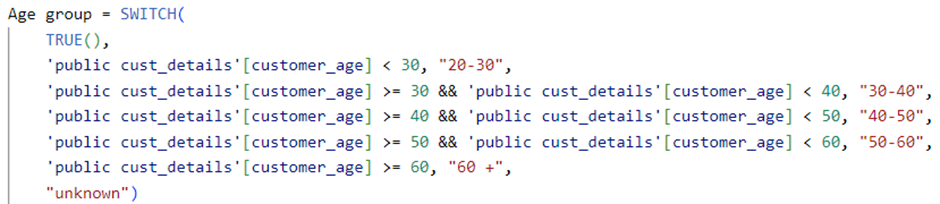 Age group = SWITCH(
TRUE(),
'public cust_details'[customer_age] < 30, "20-30",
'public cust_details'[customer_age] >= 30 && 'public cust_details'[customer_age] < 40, "30-40",
'public cust_details'[customer_age] >= 40 && 'public cust_details'[customer_age] < 50, "40-50",
'public cust_details'[customer_age] >= 50 && 'public cust_details'[customer_age] < 60, "50-60",
'public cust_details'[customer_age] >= 60, "60 +",
"unknown")